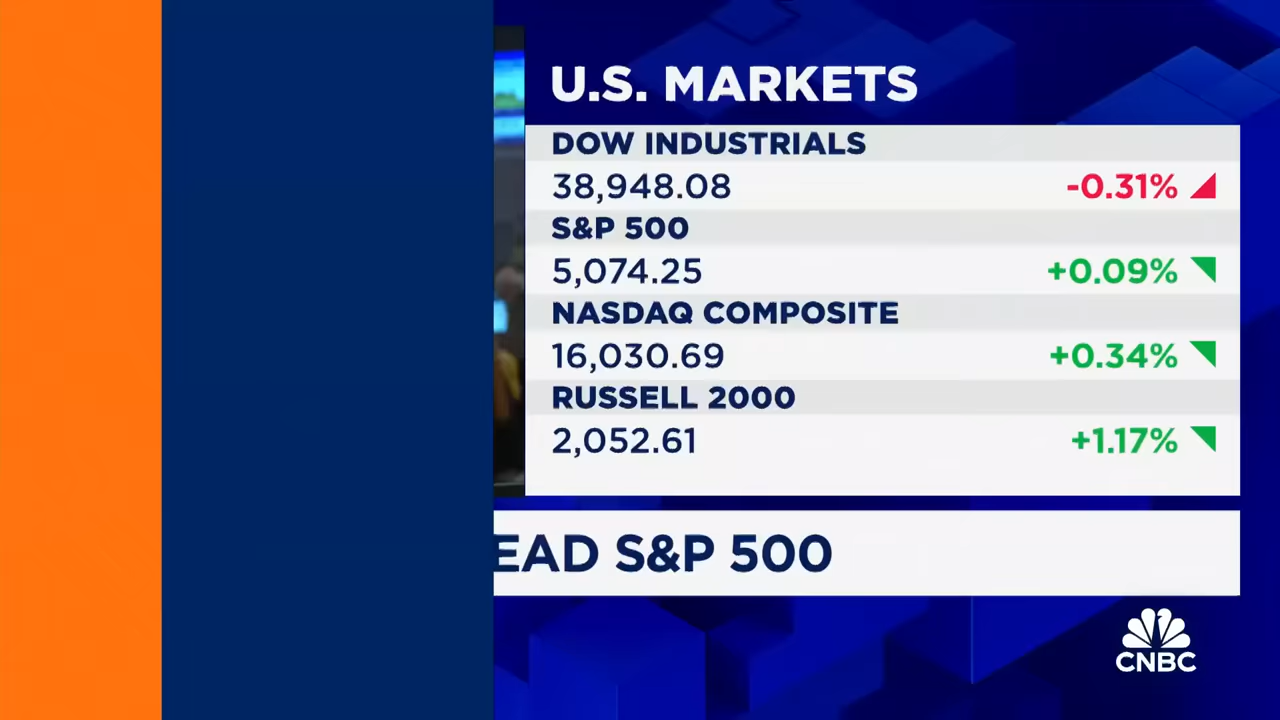 U.S. MARKETS
DOW INDUSTRIALS
38,948.08 -0.31%
S&P 500
5,074.25 +0.09%
NASDAQ COMPOSITE
16,030.69 +0.34%
RUSSELL 2000
2,052.61 +1.17%
EAD S&P 500
CNBC